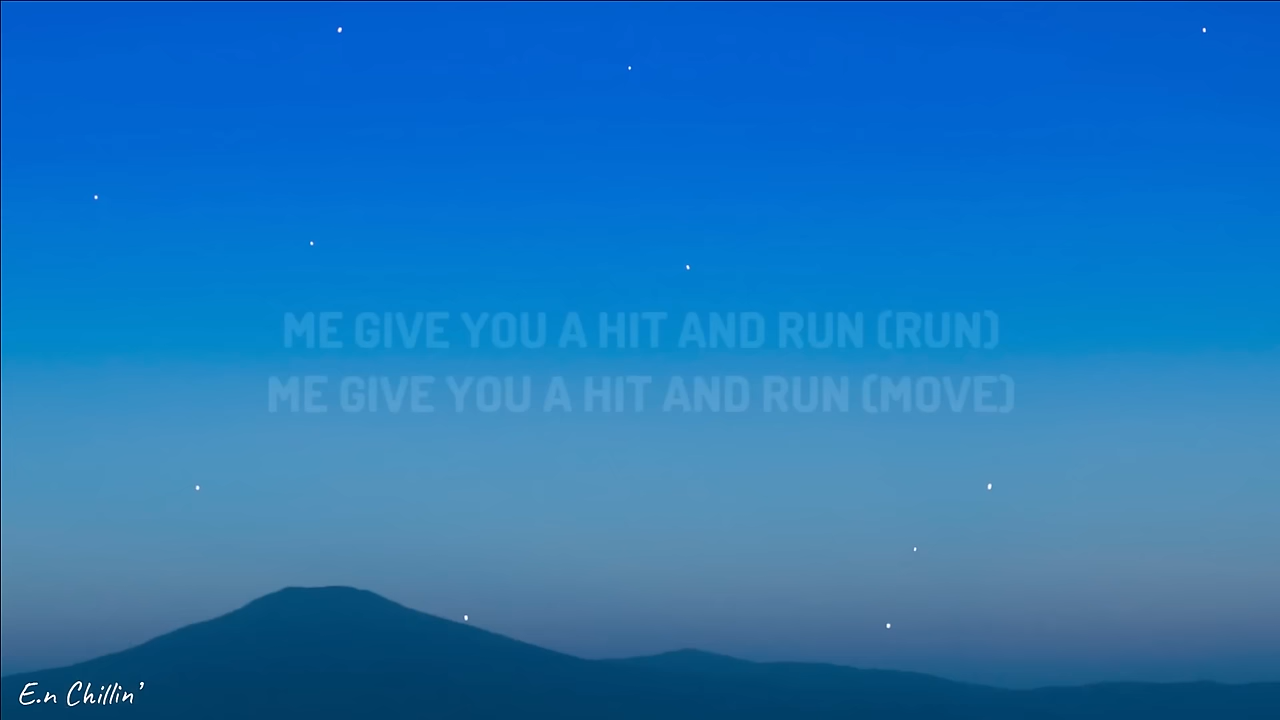 ME GIVE YOU A HIT AND RUN (RUN)
ME GIVE YOU A HIT AND RUN (MOVE)
E.n Chillin'